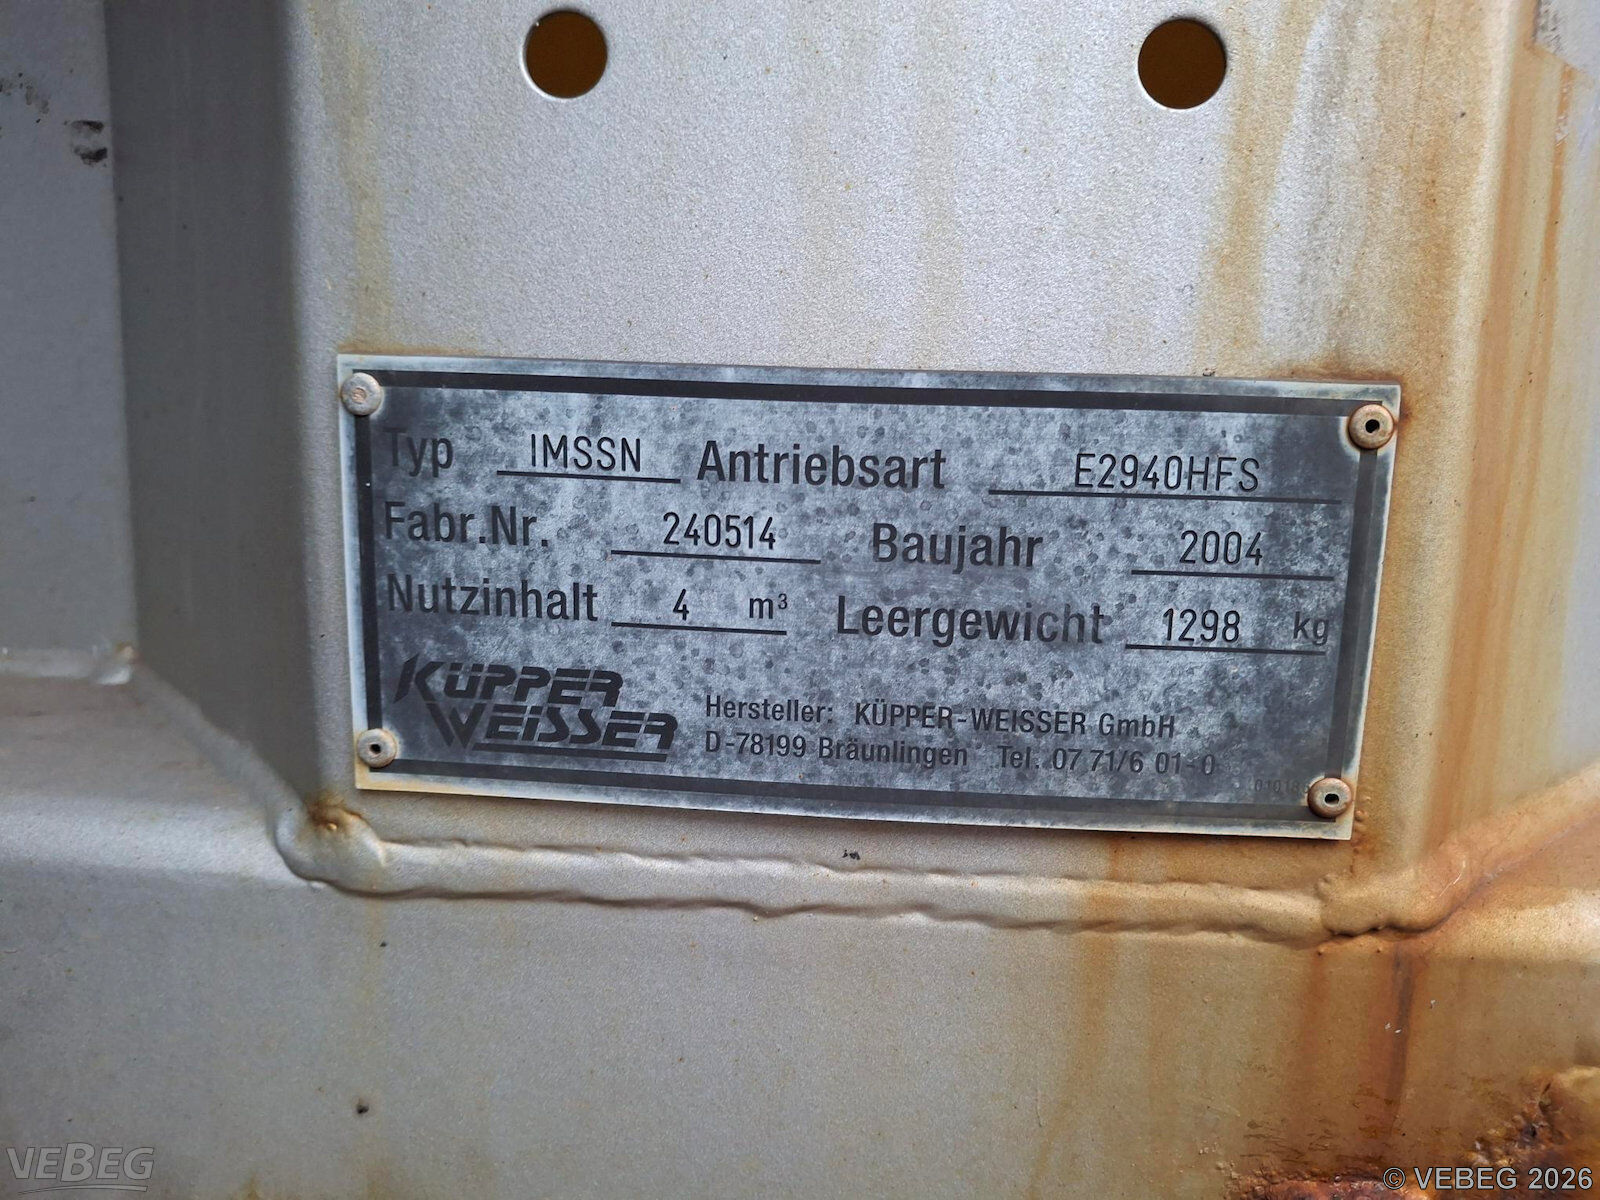 Typ IMSSN Antriebsart E2940HFS
Fabr.Nr. 240514 Baujahr 2004
Nutzinhalt 4 m³ Leergewicht 1298 kg
KÜPPER
WEISSER
Hersteller: KÜPPER-WEISSER GmbH
D-78199 Bräunlingen Tel. 07 71/6 01-0
VEBEG
© VEBEG 2026